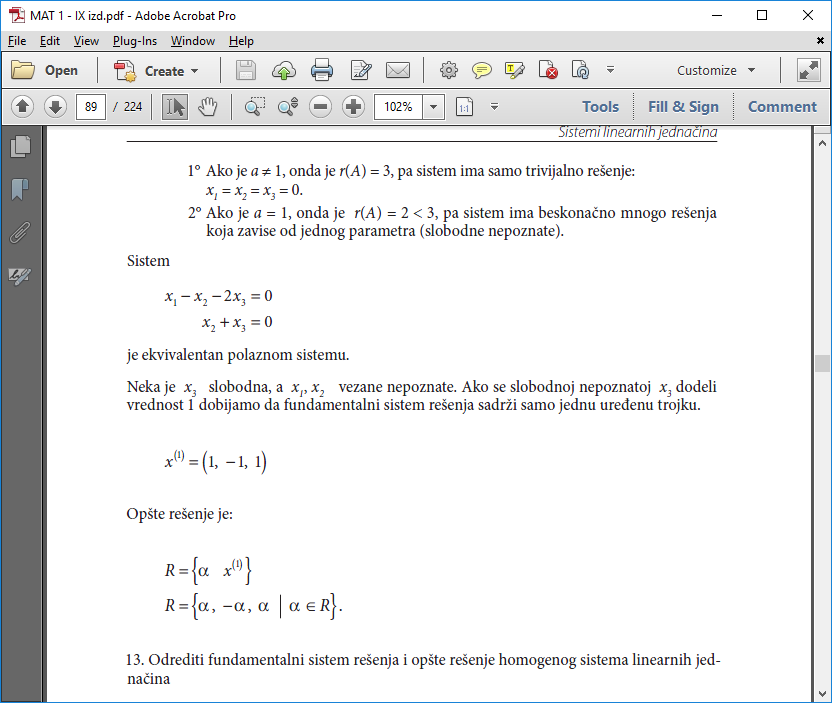 MAT 1 - IX izd.pdf - Adobe Acrobat Pro
File Edit View Plug-Ins Window Help
Open Create Customize
89 / 224 102% 1:1 Tools Fill & Sign Comment
Sistemi linearnih jednačina
1° Ako je a ≠ 1, onda je r(A) = 3, pa sistem ima samo trivijalno rešenje:
x₁ = x₂ = x₃ = 0.
2° Ako je a = 1, onda je r(A) = 2 < 3, pa sistem ima beskonačno mnogo rešenja
koja zavise od jednog parametra (slobodne nepoznate).
Sistem
x₁ − x₂ − 2x₃ = 0
x₂ + x₃ = 0
je ekvivalentan polaznom sistemu.
Neka je x₃ slobodna, a x₁, x₂ vezane nepoznate. Ako se slobodnoj nepoznatoj x₃ dodeli
vrednost 1 dobijamo da fundamentalni sistem rešenja sadrži samo jednu uređenu trojku.
x⁽¹⁾ = (1, −1, 1)
Opšte rešenje je:
R = {α x⁽¹⁾}
R = {α, −α, α | α ∈ R}.
13. Odrediti fundamentalni sistem rešenja i opšte rešenje homogenog sistema linearnih jed-
načina